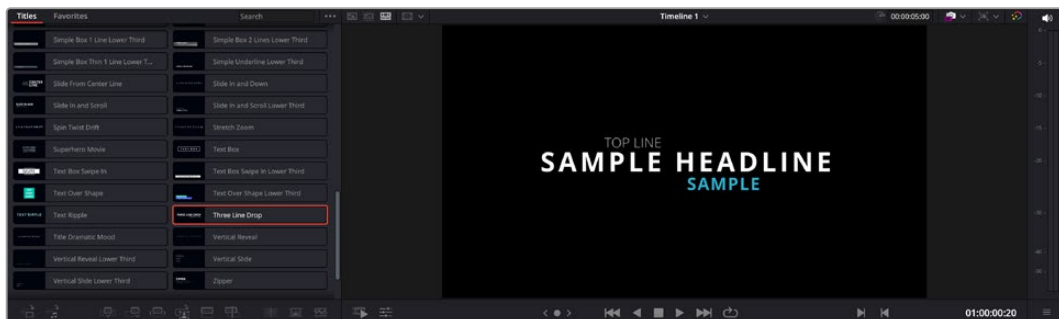 Titles Favorites Search Timeline 1 00:00:05:00
Simple Box 1 Line Lower Third Simple Box 2 Lines Lower Third
Simple Box Thin 1 Line Lower T... Simple Underline Lower Third
Slide From Center Line Slide In and Down
Slide In and Scroll Slide In and Scroll Lower Third
Spin Twist Drift Stretch Zoom
Superhero Movie Text Box
Text Box Swipe In Text Box Swipe In Lower Third
Text Over Shape Text Over Shape Lower Third
Text Ripple Three Line Drop
Title Dramatic Mood Vertical Reveal
Vertical Reveal Lower Third Vertical Slide
Vertical Slide Lower Third Zipper
TOP LINE
SAMPLE HEADLINE
SAMPLE
01:00:00:20